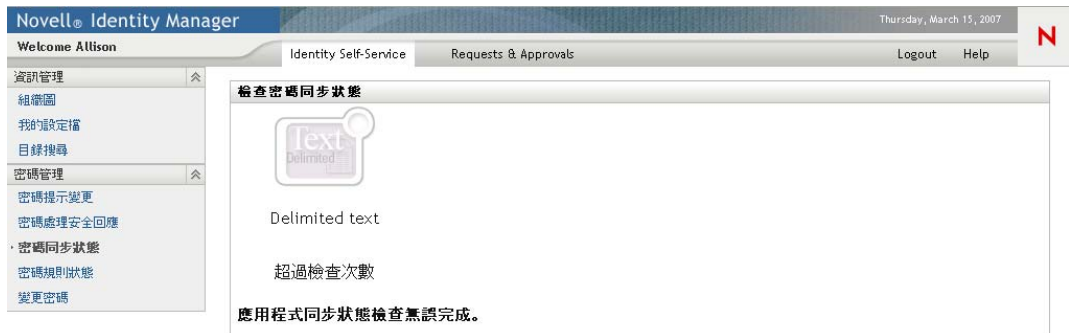 Novell® Identity Manager
Thursday, March 15, 2007
N
Welcome Allison
Identity Self-Service
Requests & Approvals
Logout
Help
資訊管理
組織圖
我的設定檔
目錄搜尋
密碼管理
密碼提示變更
密碼處理安全回應
密碼同步狀態
密碼規則狀態
變更密碼
檢查密碼同步狀態
Text
Delimited
Delimited text
超過檢查次數
應用程式同步狀態檢查無誤完成。